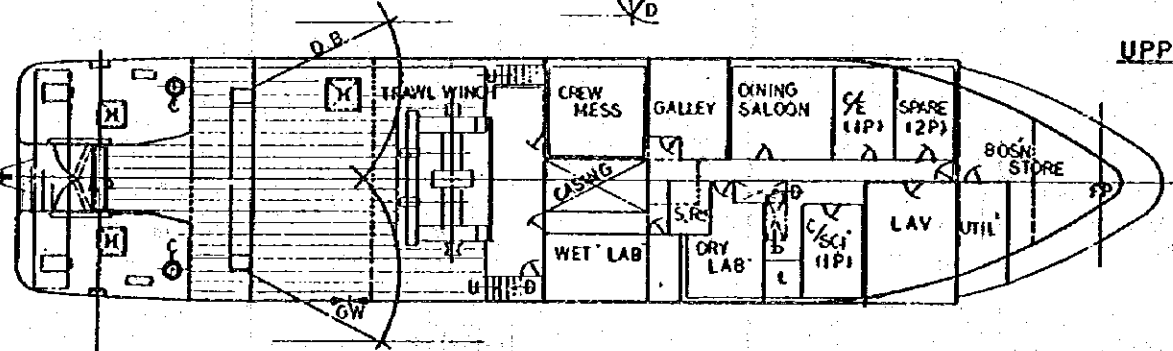 D
UPP
D.B.
H
C
H
TRAWL WINCH
U
CREW
MESS
GALLEY
DINING
SALOON
C/E
(1P)
SPARE
(2P)
BOSN
STORE
CASING
F.P
S.R.
D
WET LAB
DRY
LAB
D
L
C/SCI
(1P)
LAV
UTIL
H
C
GW
U
D